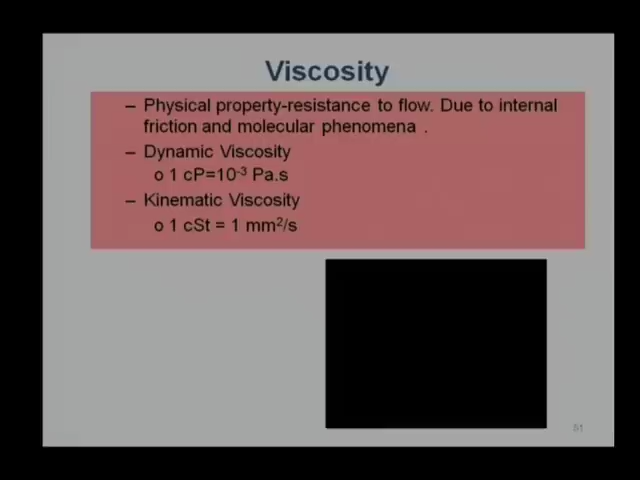 Viscosity
– Physical property-resistance to flow. Due to internal
friction and molecular phenomena .
– Dynamic Viscosity
o 1 cP=10⁻³ Pa.s
– Kinematic Viscosity
o 1 cSt = 1 mm²/s
51